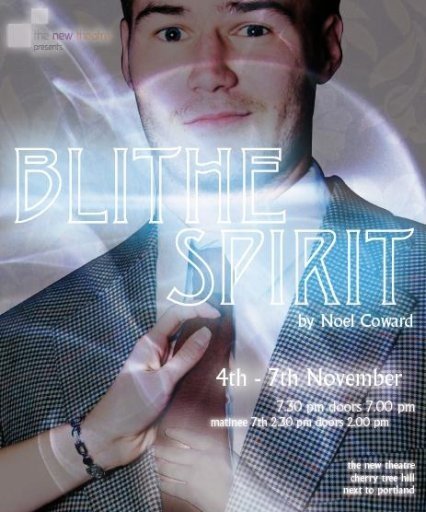 the new theatre
presents
BLITHE
SPIRIT
by Noel Coward
4th - 7th November
7.30 pm doors 7.00 pm
matinee 7th 2.30 pm doors 2.00 pm
the new theatre
cherry tree hill
next to portland